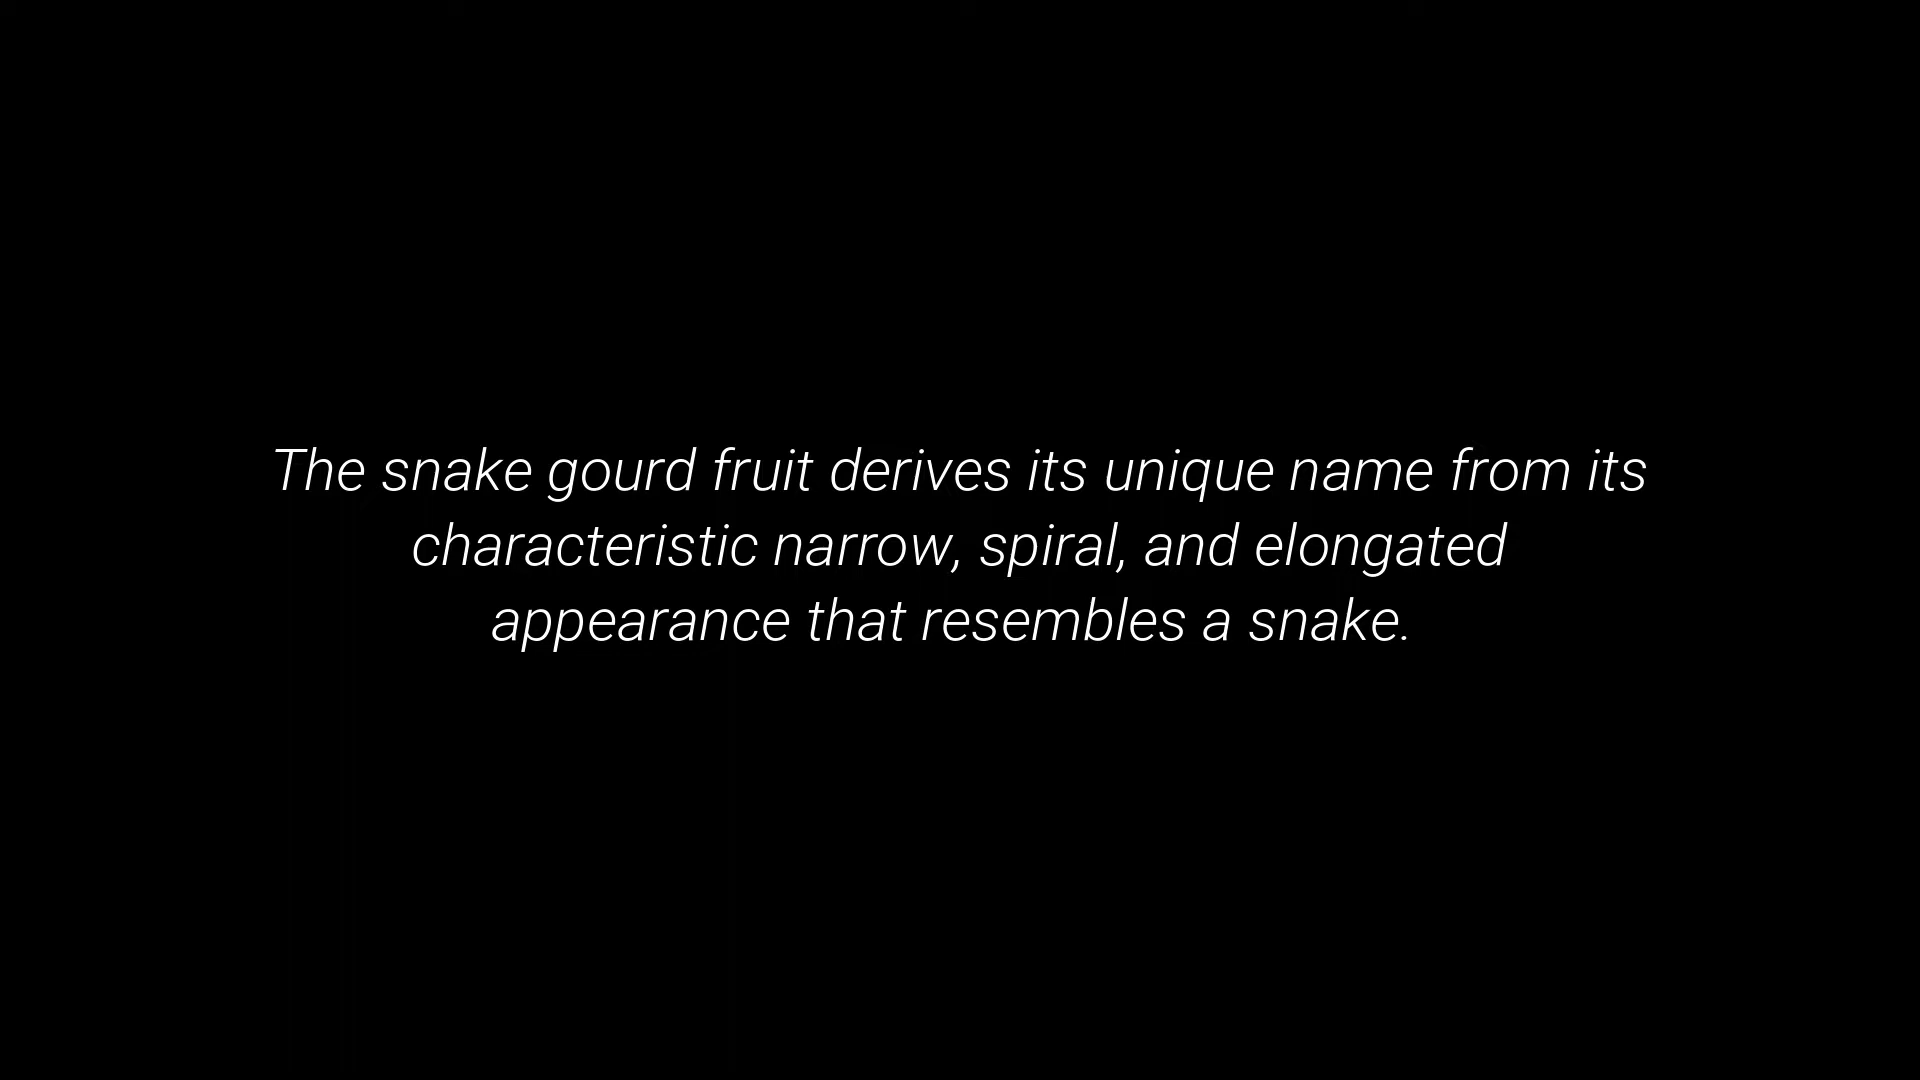 The snake gourd fruit derives its unique name from its
characteristic narrow, spiral, and elongated
appearance that resembles a snake.